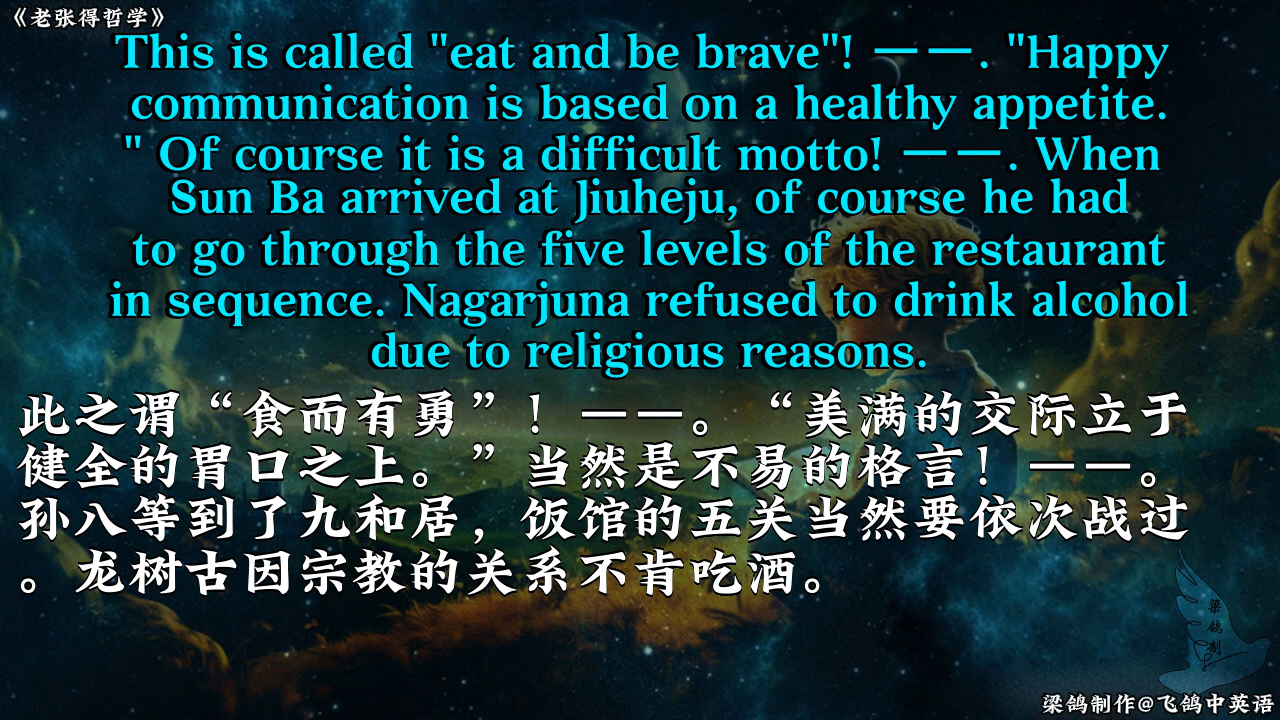 《老张得哲学》
This is called "eat and be brave"! ——. "Happy
communication is based on a healthy appetite.
" Of course it is a difficult motto! ——. When
Sun Ba arrived at Jiuheju, of course he had
to go through the five levels of the restaurant
in sequence. Nagarjuna refused to drink alcohol
due to religious reasons.
此之谓“食而有勇”！——。“美满的交际立于
健全的胃口之上。”当然是不易的格言！——。
孙八等到了九和居，饭馆的五关当然要依次战过
。龙树古因宗教的关系不肯吃酒。
梁
鸽
制
梁鸽制作@飞鸽中英语